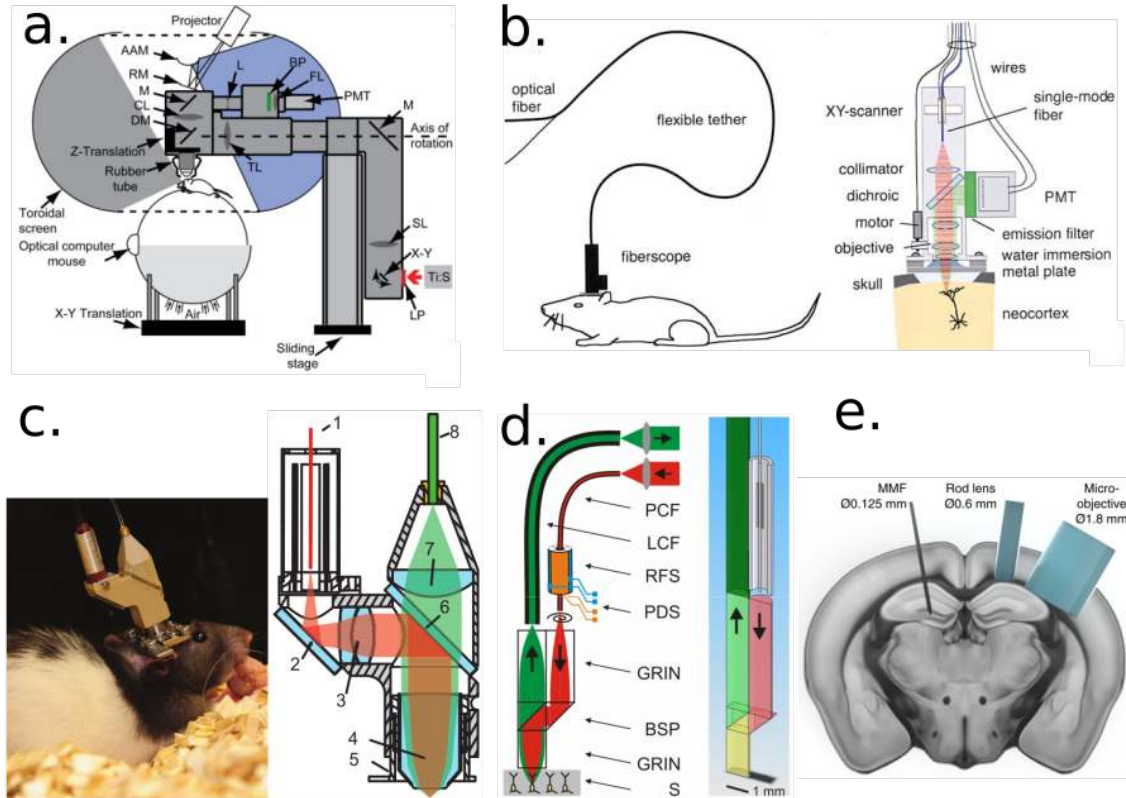 a.
Projector
AAM
RM
M
CL
DM
Z-Translation
Rubber
tube
Toroidal
screen
Optical computer
mouse
X-Y Translation
Air
L
BP
FL
PMT
M
Axis of
rotation
TL
SL
X-Y
Ti:S
LP
Sliding
stage
b.
optical
fiber
flexible tether
fiberscope
wires
XY-scanner
single-mode
fiber
collimator
dichroic
PMT
motor
emission filter
objective
water immersion
metal plate
skull
neocortex
c.
1
8
7
6
2
3
4
5
d.
PCF
LCF
RFS
PDS
GRIN
BSP
GRIN
S
1 mm
e.
MMF
Ø0.125 mm
Rod lens
Ø0.6 mm
Micro-
objective
Ø1.8 mm